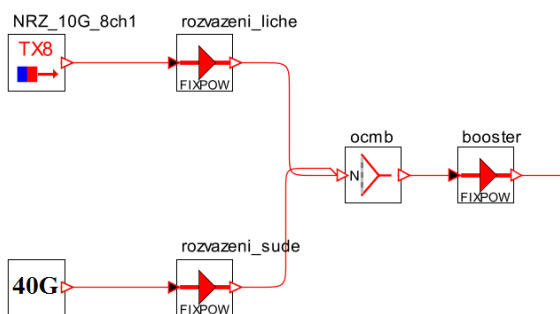 NRZ_10G_8ch1
rozvazeni_liche
TX8
FIXPOW
ocmb
booster
N
FIXPOW
rozvazeni_sude
40G
FIXPOW